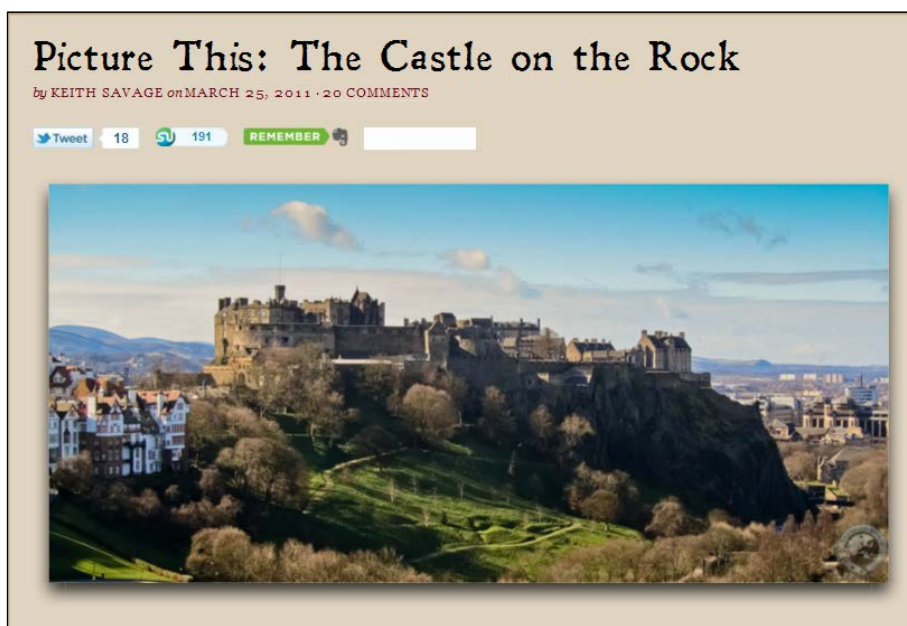 Picture This: The Castle on the Rock
by KEITH SAVAGE on MARCH 25, 2011 · 20 COMMENTS
Tweet 18 191 REMEMBER